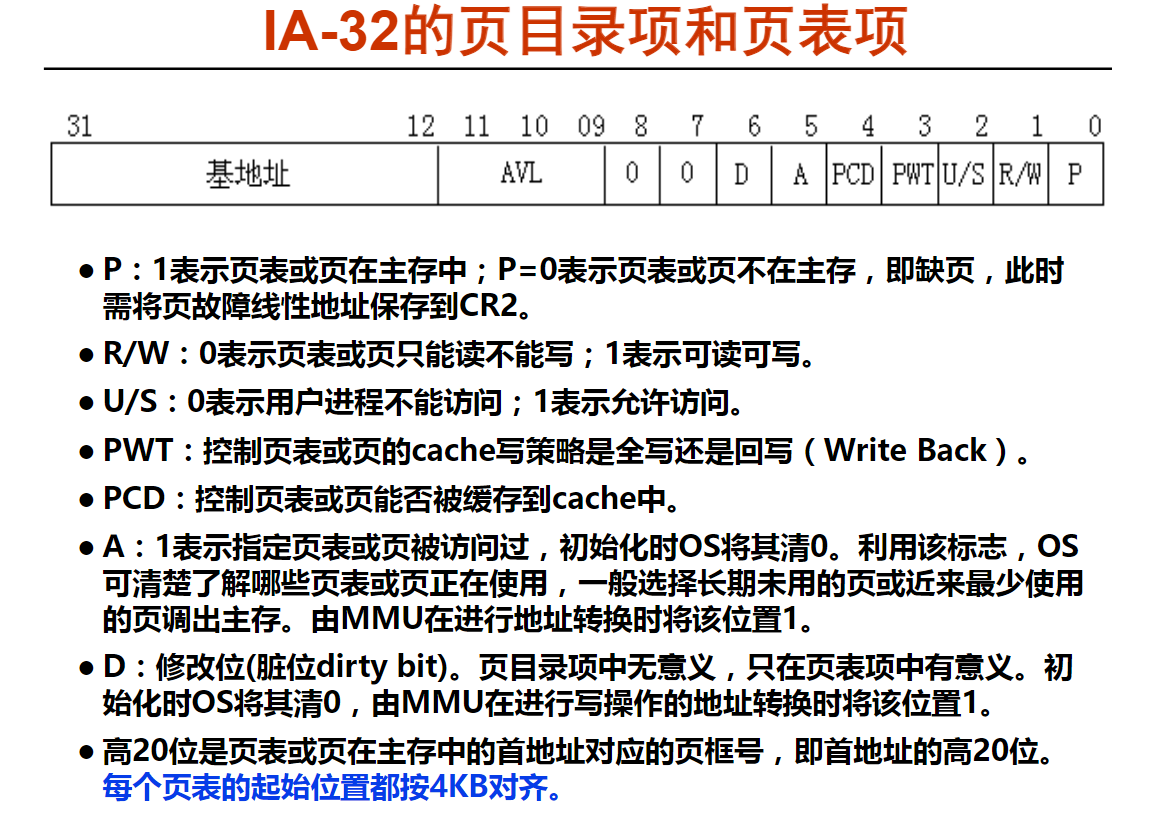 IA-32的页目录项和页表项
31 12 11 10 09 8 7 6 5 4 3 2 1 0
基地址 AVL 0 0 D A PCD PWT U/S R/W P
●P：1表示页表或页在主存中；P=0表示页表或页不在主存，即缺页，此时
需将页故障线性地址保存到CR2。
●R/W：0表示页表或页只能读不能写；1表示可读可写。
●U/S：0表示用户进程不能访问；1表示允许访问。
●PWT：控制页表或页的cache写策略是全写还是回写（Write Back）。
●PCD：控制页表或页能否被缓存到cache中。
●A：1表示指定页表或页被访问过，初始化时OS将其清0。利用该标志，OS
可清楚了解哪些页表或页正在使用，一般选择长期未用的页或近来最少使用
的页调出主存。由MMU在进行地址转换时将该位置1。
●D：修改位(脏位dirty bit)。页目录项中无意义，只在页表项中有意义。初
始化时OS将其清0，由MMU在进行写操作的地址转换时将该位置1。
●高20位是页表或页在主存中的首地址对应的页框号，即首地址的高20位。
每个页表的起始位置都按4KB对齐。